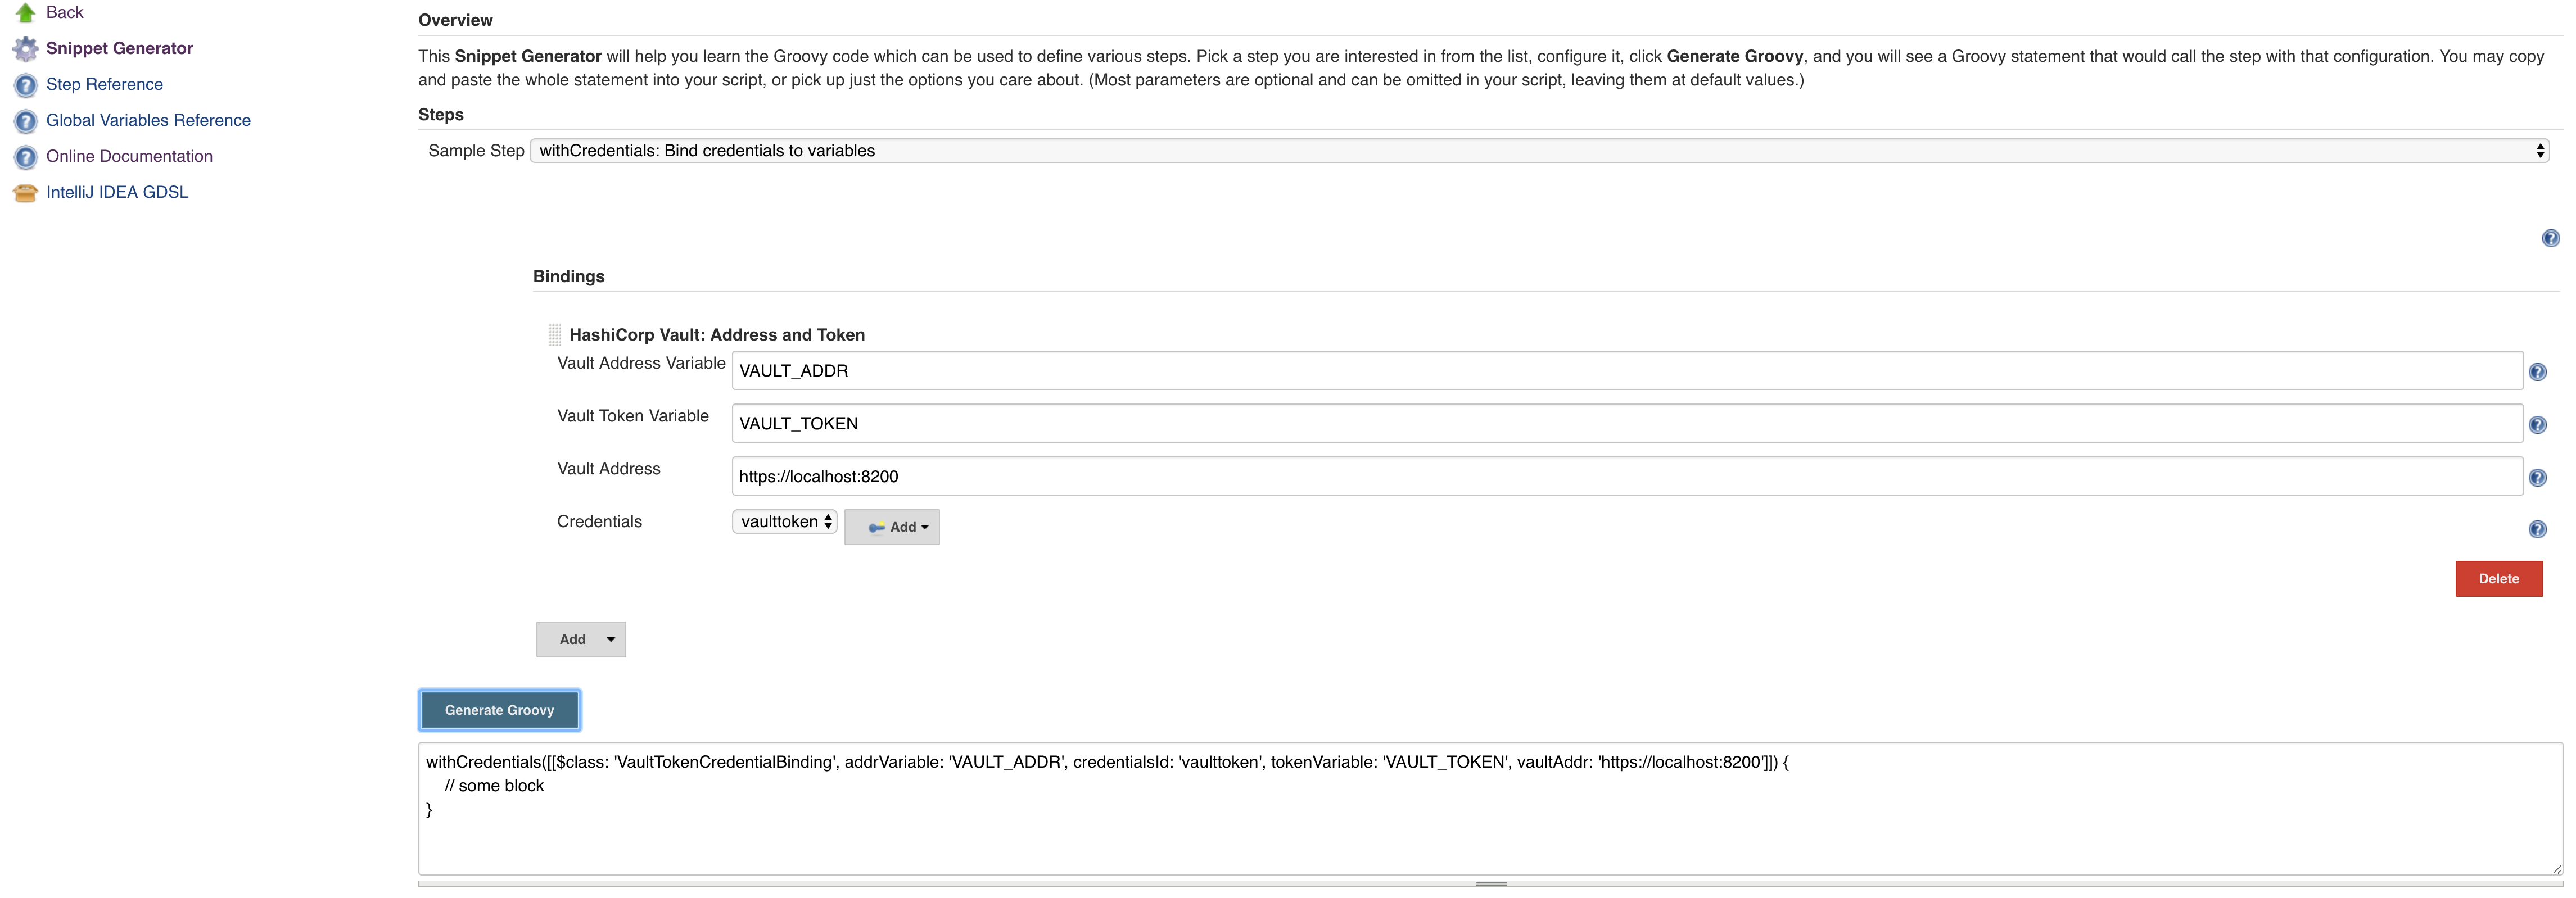 Back
Snippet Generator
Step Reference
Global Variables Reference
Online Documentation
IntelliJ IDEA GDSL
Overview
This Snippet Generator will help you learn the Groovy code which can be used to define various steps. Pick a step you are interested in from the list, configure it, click Generate Groovy, and you will see a Groovy statement that would call the step with that configuration. You may copy
and paste the whole statement into your script, or pick up just the options you care about. (Most parameters are optional and can be omitted in your script, leaving them at default values.)
Steps
Sample Step withCredentials: Bind credentials to variables
Bindings
HashiCorp Vault: Address and Token
Vault Address Variable VAULT_ADDR
Vault Token Variable VAULT_TOKEN
Vault Address https://localhost:8200
Credentials vaulttoken Add
Delete
Add
Generate Groovy
withCredentials([[$class: 'VaultTokenCredentialBinding', addrVariable: 'VAULT_ADDR', credentialsId: 'vaulttoken', tokenVariable: 'VAULT_TOKEN', vaultAddr: 'https://localhost:8200']]) {
// some block
}